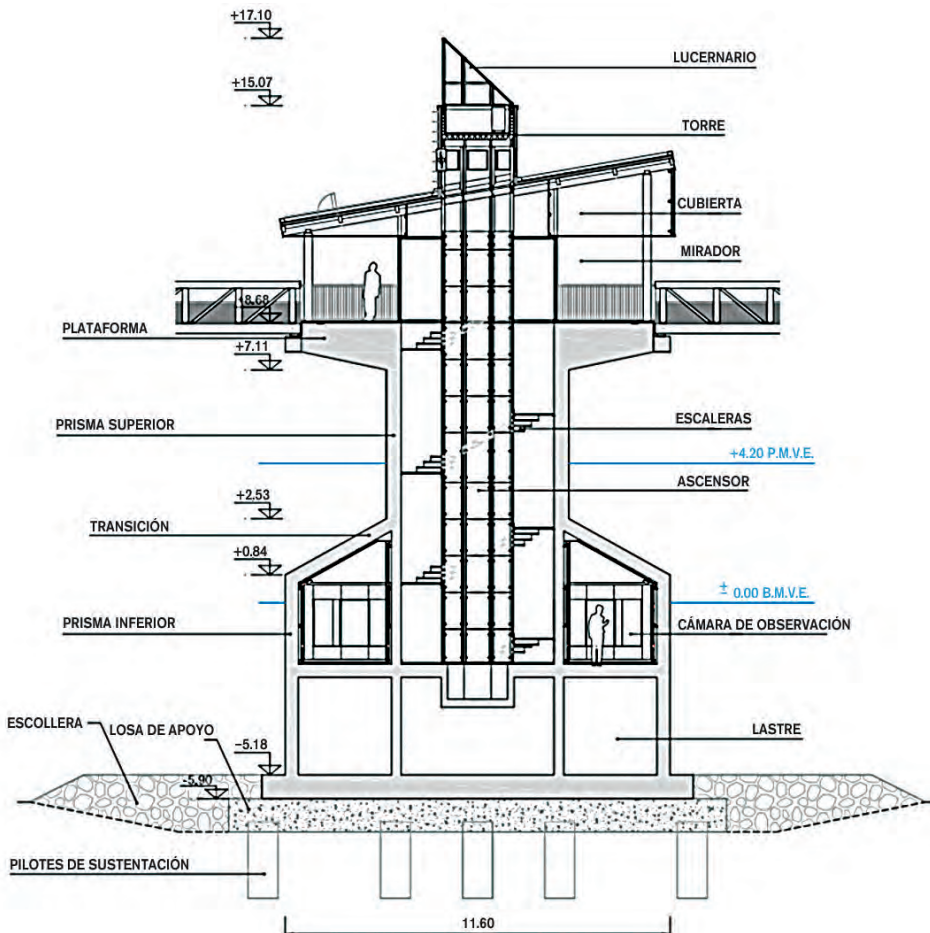 +17.10
LUCERNARIO
+15.07
TORRE
CUBIERTA
MIRADOR
+8.68
PLATAFORMA
+7.11
PRISMA SUPERIOR
ESCALERAS
+4.20 P.M.V.E.
ASCENSOR
+2.53
TRANSICIÓN
+0.84
± 0.00 B.M.V.E.
PRISMA INFERIOR
CÁMARA DE OBSERVACIÓN
ESCOLLERA
LOSA DE APOYO
LASTRE
-5.18
-5.90
PILOTES DE SUSTENTACIÓN
11.60